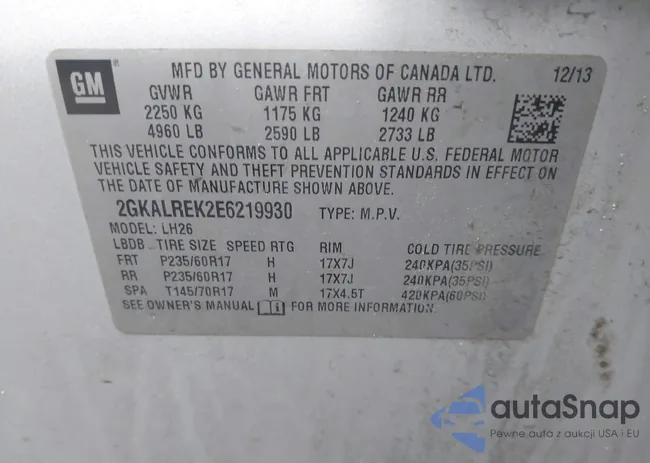 GM MFD BY GENERAL MOTORS OF CANADA LTD. 12/13
GVWR GAWR FRT GAWR RR
2250 KG 1175 KG 1240 KG
4960 LB 2590 LB 2733 LB
THIS VEHICLE CONFORMS TO ALL APPLICABLE U.S. FEDERAL MOTOR
VEHICLE SAFETY AND THEFT PREVENTION STANDARDS IN EFFECT ON
THE DATE OF MANUFACTURE SHOWN ABOVE.
2GKALREK2E6219930 TYPE: M.P.V.
MODEL: LH26
LBDB TIRE SIZE SPEED RTG RIM COLD TIRE PRESSURE
FRT P235/60R17 H 17X7J 240KPA(35PSI)
RR P235/60R17 H 17X7J 240KPA(35PSI)
SPA T145/70R17 M 17X4.5T 420KPA(60PSI)
SEE OWNER'S MANUAL FOR MORE INFORMATION.
autaSnap
Pewne auta z aukcji USA i EU